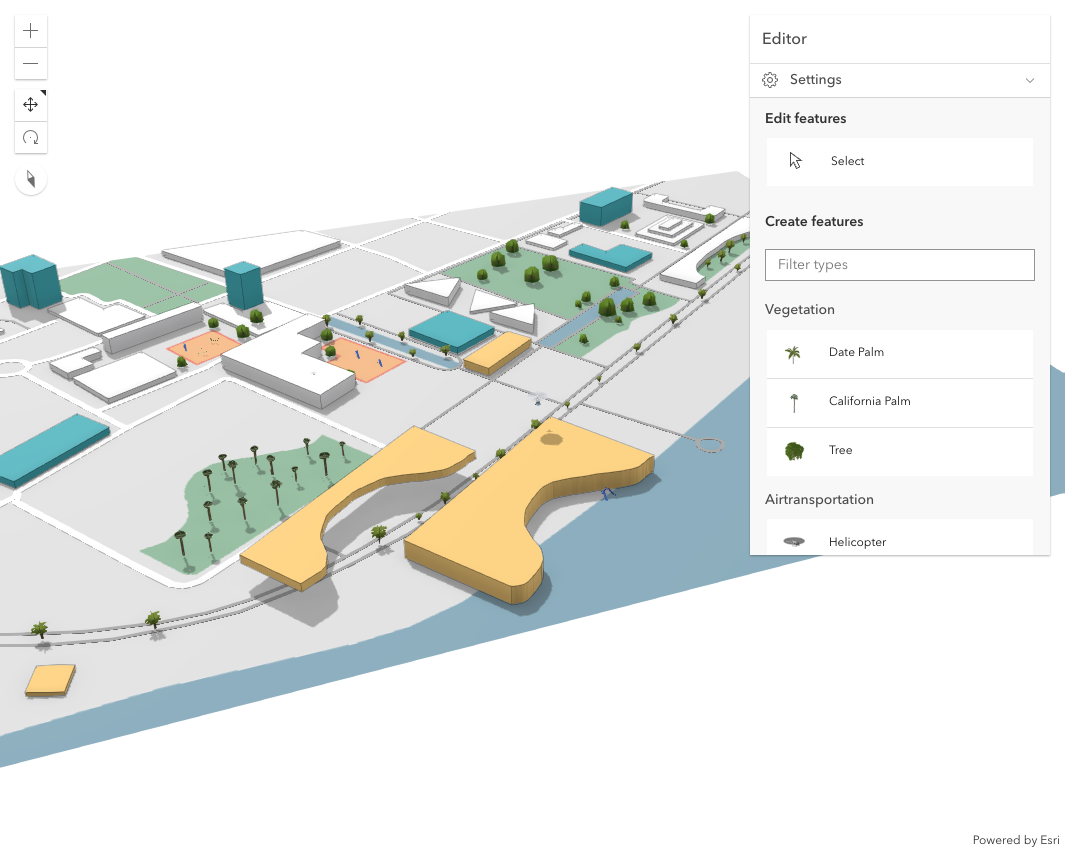 Editor
Settings
Edit features
Select
Create features
Filter types
Vegetation
Date Palm
California Palm
Tree
Airtransportation
Helicopter
Powered by Esri